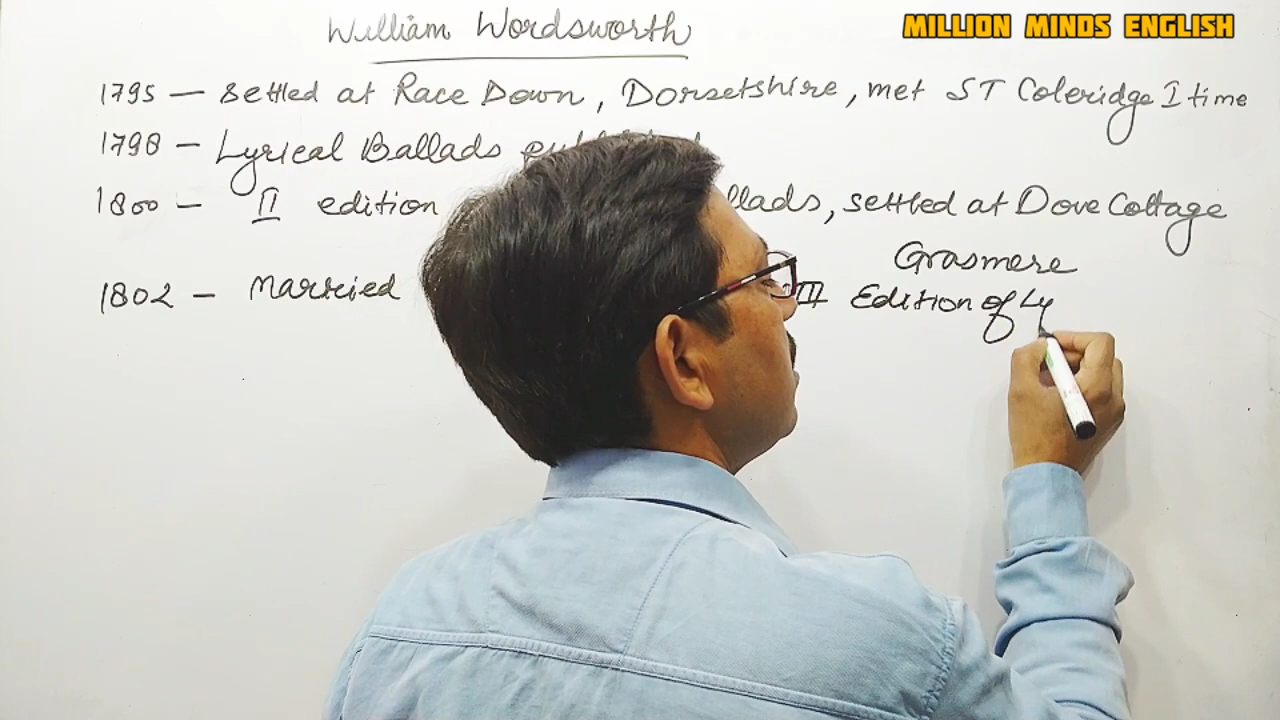 William Wordsworth
MILLION MINDS ENGLISH
1795 — Settled at Race Down, Dorsetshire, met ST Coleridge I time
1798 — Lyrical Ballads
1800 — II edition llads, settled at Dove Cottage
Grasmere
1802 — Married III Edition of Ly